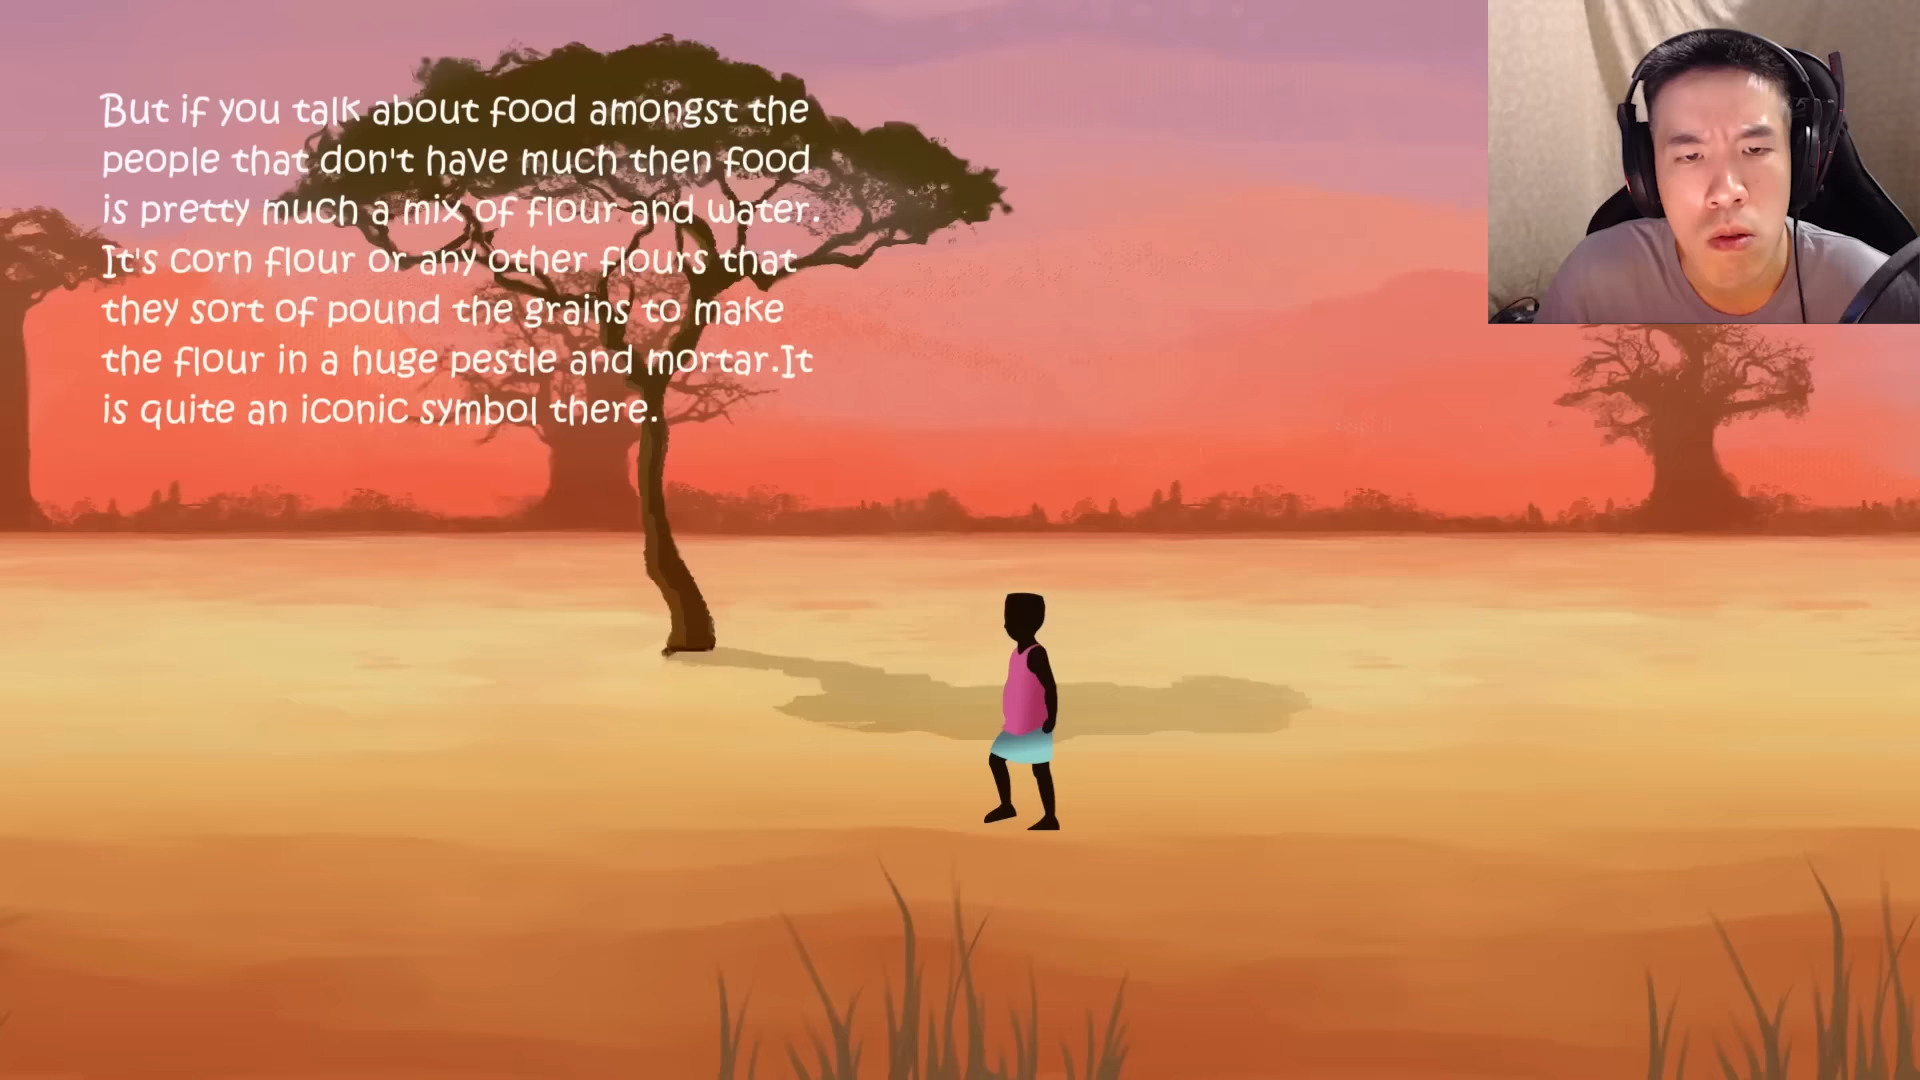 But if you talk about food amongst the
people that don't have much then food
is pretty much a mix of flour and water.
It's corn flour or any other flours that
they sort of pound the grains to make
the flour in a huge pestle and mortar.It
is quite an iconic symbol there.